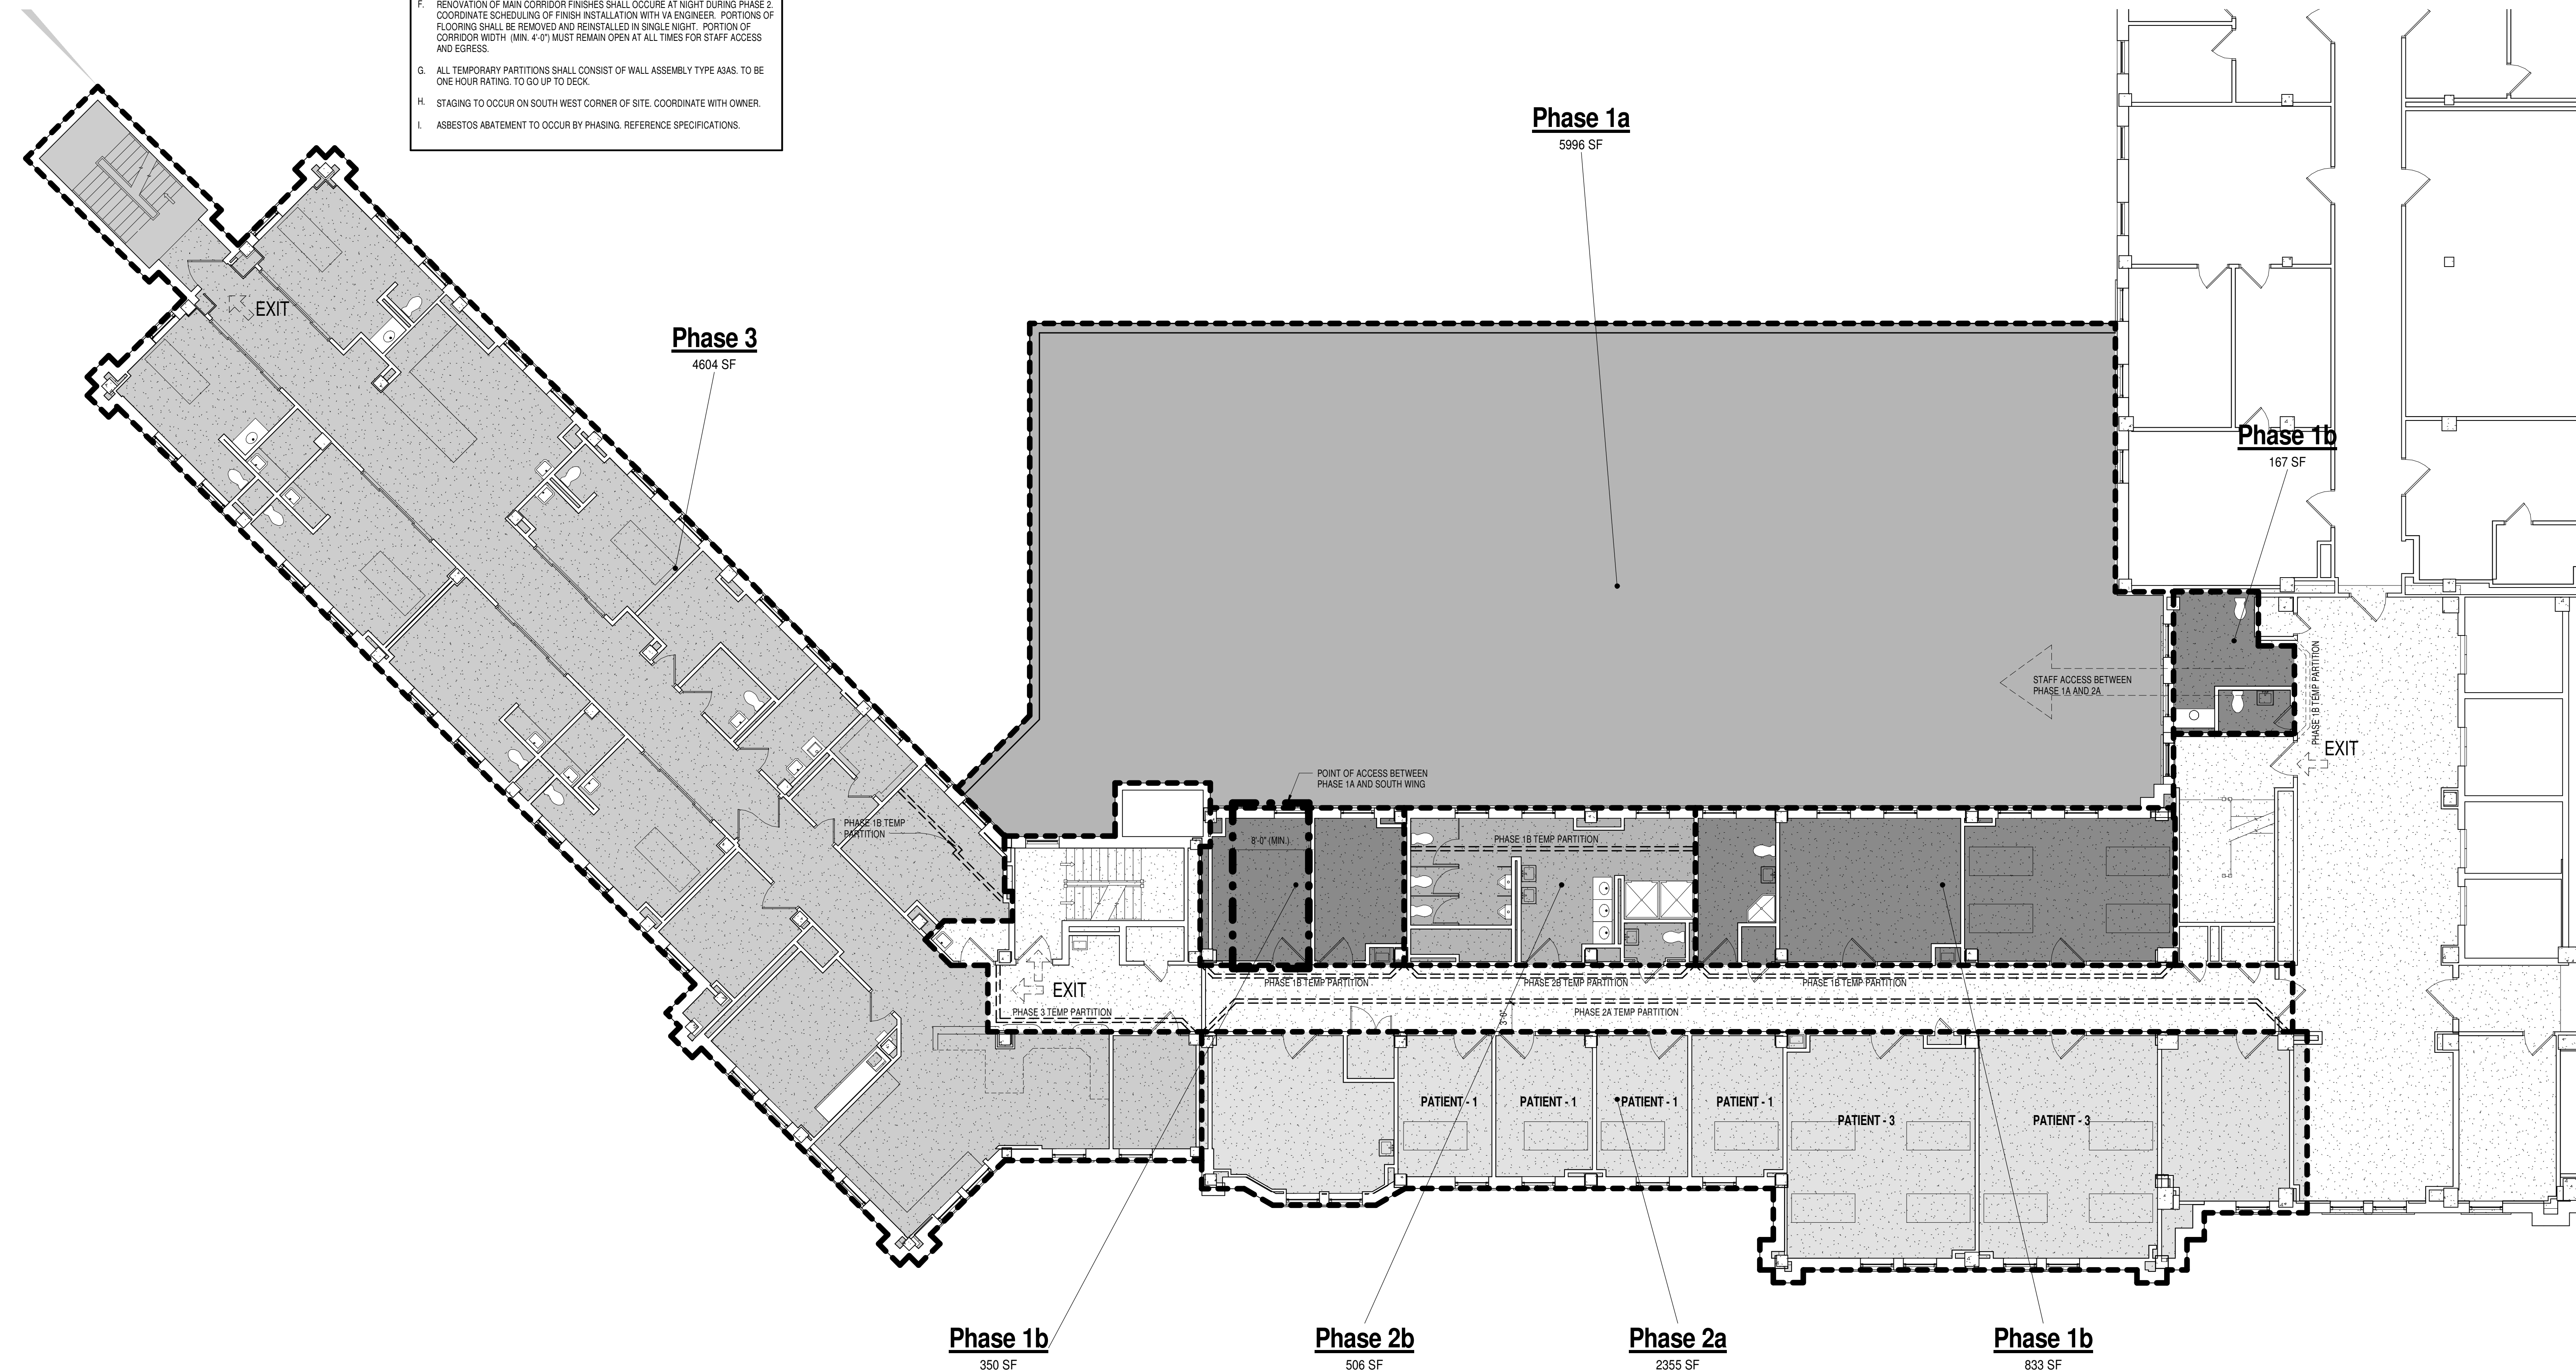 F. RENOVATION OF MAIN CORRIDOR FINISHES SHALL OCCURE AT NIGHT DURING PHASE 2.
COORDINATE SCHEDULING OF FINISH INSTALLATION WITH VA ENGINEER. PORTIONS OF
FLOORING SHALL BE REMOVED AND REINSTALLED IN SINGLE NIGHT. PORTION OF
CORRIDOR WIDTH (MIN. 4'-0") MUST REMAIN OPEN AT ALL TIMES FOR STAFF ACCESS
AND EGRESS.
G. ALL TEMPORARY PARTITIONS SHALL CONSIST OF WALL ASSEMBLY TYPE A3AS. TO BE
ONE HOUR RATING. TO GO UP TO DECK.
H. STAGING TO OCCUR ON SOUTH WEST CORNER OF SITE. COORDINATE WITH OWNER.
I. ASBESTOS ABATEMENT TO OCCUR BY PHASING. REFERENCE SPECIFICATIONS.
Phase 1a
5996 SF
EXIT
Phase 3
4604 SF
Phase 1b
167 SF
STAFF ACCESS BETWEEN
PHASE 1A AND 2A
PHASE 1B TEMP PARTITION
EXIT
POINT OF ACCESS BETWEEN
PHASE 1A AND SOUTH WING
PHASE 1B TEMP
PARTITION
8'-0" (MIN.)
PHASE 1B TEMP PARTITION
EXIT
PHASE 1B TEMP PARTITION
PHASE 2B TEMP PARTITION
PHASE 1B TEMP PARTITION
PHASE 3 TEMP PARTITION
3'-0"
PHASE 2A TEMP PARTITION
PATIENT - 1
PATIENT - 1
PATIENT - 1
PATIENT - 1
PATIENT - 3
PATIENT - 3
Phase 1b
350 SF
Phase 2b
506 SF
Phase 2a
2355 SF
Phase 1b
833 SF